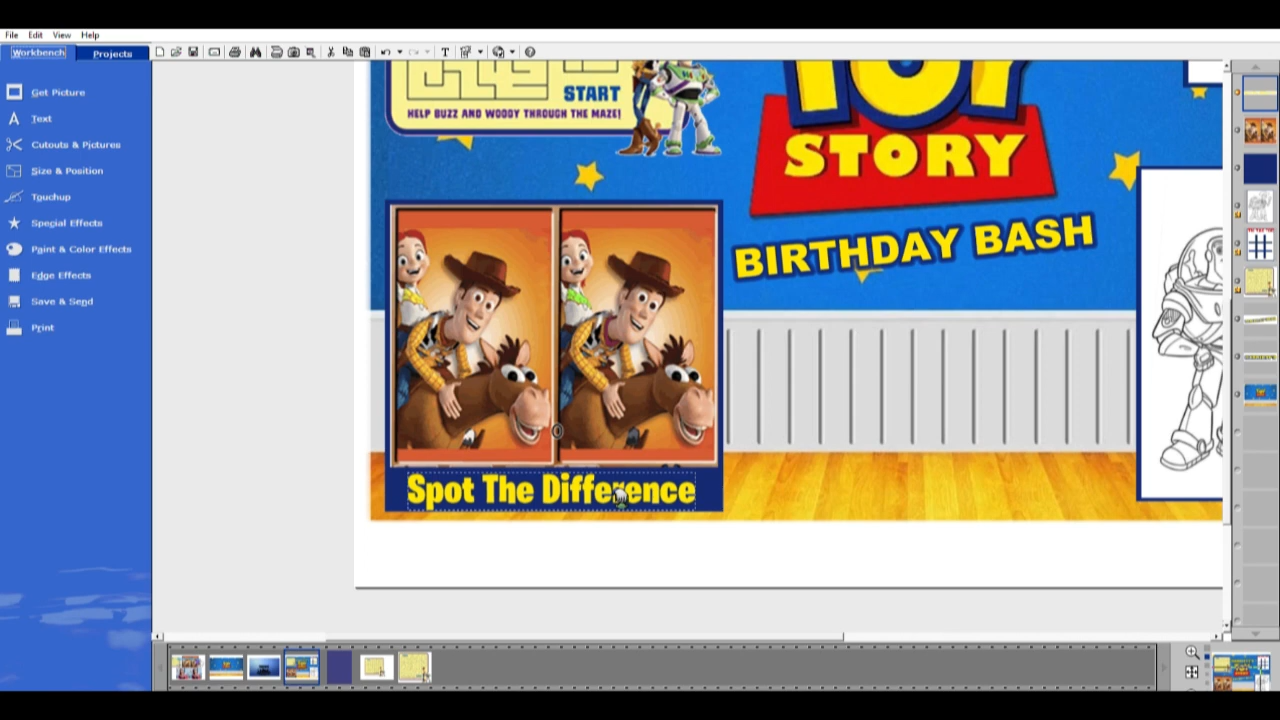 File Edit View Help
Workbench Projects
Get Picture
Text
Cutouts & Pictures
Size & Position
Touchup
Special Effects
Paint & Color Effects
Edge Effects
Save & Send
Print
START
HELP BUZZ AND WOODY THROUGH THE MAZE!
TOY
STORY
BIRTHDAY BASH
Spot The Difference